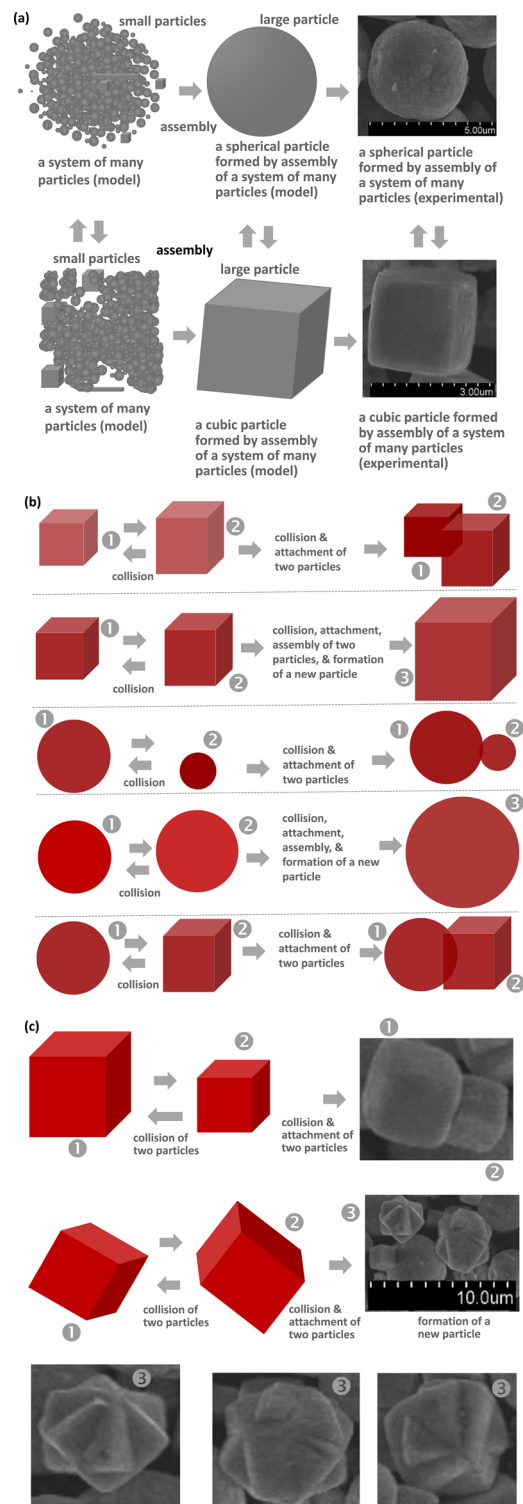 (a)
small particles
large particle
assembly
5.00um
a system of many
particles (model)
a spherical particle
formed by assembly
of a system of many
particles (model)
a spherical particle
formed by assembly of
a system of many
particles (experimental)
small particles
assembly
large particle
3.00um
a system of many
particles (model)
a cubic particle
formed by assembly
of a system of many
particles (model)
a cubic particle formed
by assembly of a system
of many particles
(experimental)
(b)
1
2
collision
collision &
attachment of
two particles
2
1
1
2
collision
collision, attachment,
assembly of two
particles, & formation
of a new particle
3
1
2
collision
collision &
attachment of
two particles
1
2
1
2
collision
collision,
attachment,
assembly, &
formation of a new
particle
3
1
2
collision
collision &
attachment of
two particles
1
2
(c)
1
2
collision of
two particles
collision &
attachment of
two particles
1
2
1
2
collision of
two particles
collision &
attachment of
two particles
3
10.0um
formation of a
new particle
3
3
3